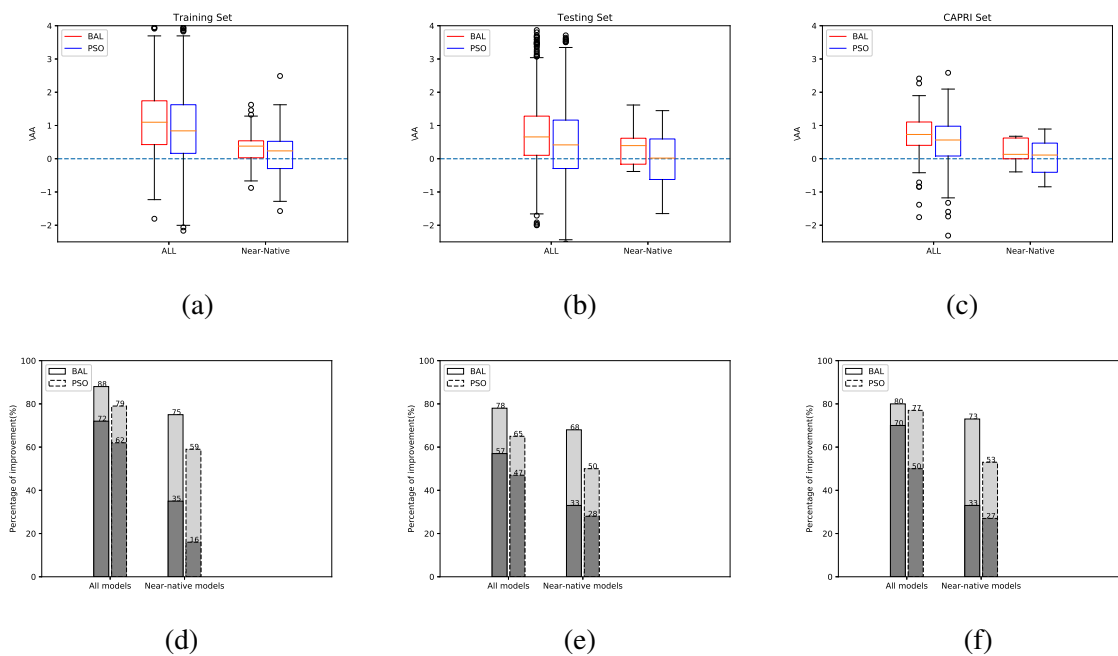 Training Set
BAL
PSO
4
3
2
1
0
−1
−2
\AA
ALL
Near-Native
(a)
Testing Set
BAL
PSO
4
3
2
1
0
−1
−2
\AA
ALL
Near-Native
(b)
CAPRI Set
BAL
PSO
4
3
2
1
0
−1
−2
\AA
ALL
Near-Native
(c)
100
80
60
40
20
0
Percentage of improvement(%)
BAL
PSO
88
79
72
62
75
59
35
16
All models
Near-native models
(d)
100
80
60
40
20
0
Percentage of improvement(%)
BAL
PSO
78
65
57
47
68
50
33
28
All models
Near-native models
(e)
100
80
60
40
20
0
Percentage of improvement(%)
BAL
PSO
80
77
70
50
73
53
33
27
All models
Near-native models
(f)